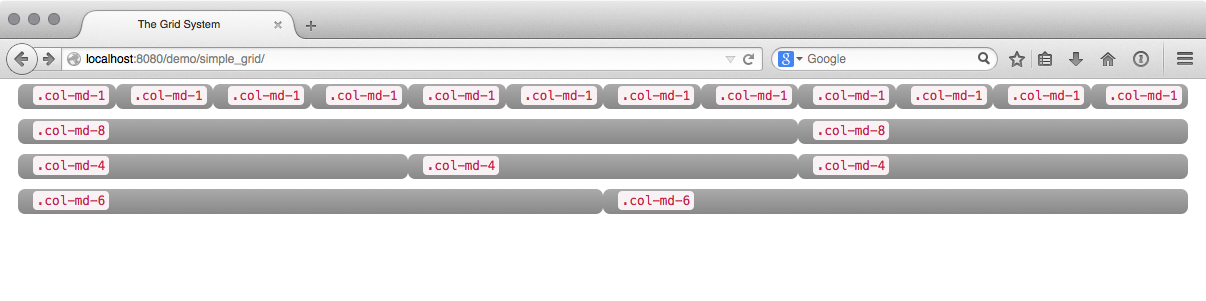 The Grid System
localhost:8080/demo/simple_grid/ Google
.col-md-1 .col-md-1 .col-md-1 .col-md-1 .col-md-1 .col-md-1 .col-md-1 .col-md-1 .col-md-1 .col-md-1 .col-md-1 .col-md-1
.col-md-8 .col-md-8
.col-md-4 .col-md-4 .col-md-4
.col-md-6 .col-md-6